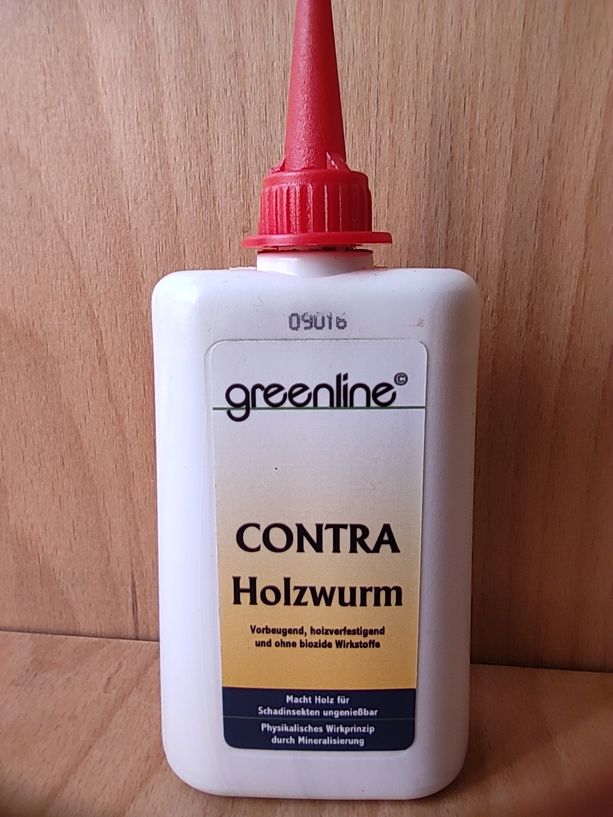 09016
greenline©
CONTRA
Holzwurm
Vorbeugend, holzverfestigend
und ohne biozide Wirkstoffe
Macht Holz für
Schadinsekten ungenießbar
Physikalisches Wirkprinzip
durch Mineralisierung